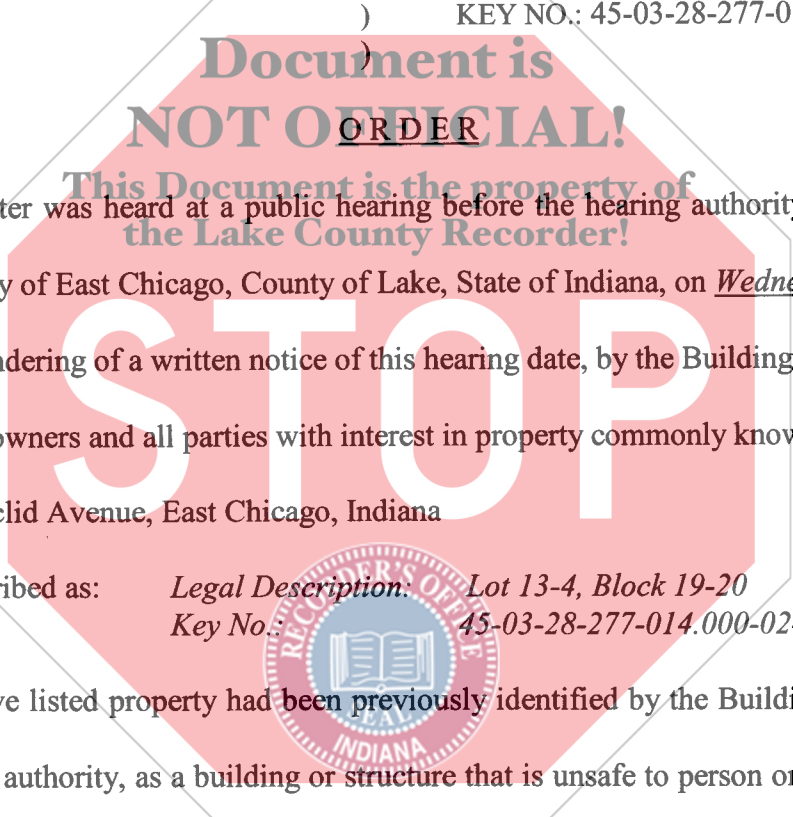 ) KEY NO.: 45-03-28-277-0
)
Document is
NOT OFFICIAL!
ORDER
This Document is the property of
the Lake County Recorder!
ter was heard at a public hearing before the hearing authority
y of East Chicago, County of Lake, State of Indiana, on Wedne
ndering of a written notice of this hearing date, by the Building
STOP
owners and all parties with interest in property commonly know
clid Avenue, East Chicago, Indiana
ribed as: Legal Description: Lot 13-4, Block 19-20
Key No.: 45-03-28-277-014.000-02
RECORDER'S OFFICE
SEAL
INDIANA
ve listed property had been previously identified by the Buildi
authority, as a building or structure that is unsafe to person or